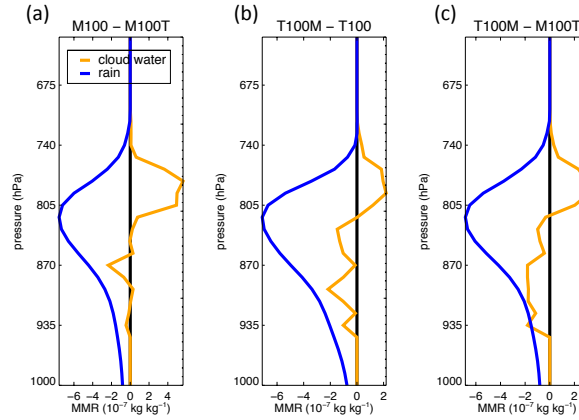 (a)
M100 − M100T
cloud water
rain
675
740
805
870
935
1000
pressure (hPa)
−6 −4 −2 0 2 4
MMR (10⁻⁷ kg kg⁻¹)
(b)
T100M − T100
675
740
805
870
935
1000
pressure (hPa)
−6 −4 −2 0 2
MMR (10⁻⁷ kg kg⁻¹)
(c)
T100M − M100T
675
740
805
870
935
1000
pressure (hPa)
−6 −4 −2 0 2
MMR (10⁻⁷ kg kg⁻¹)